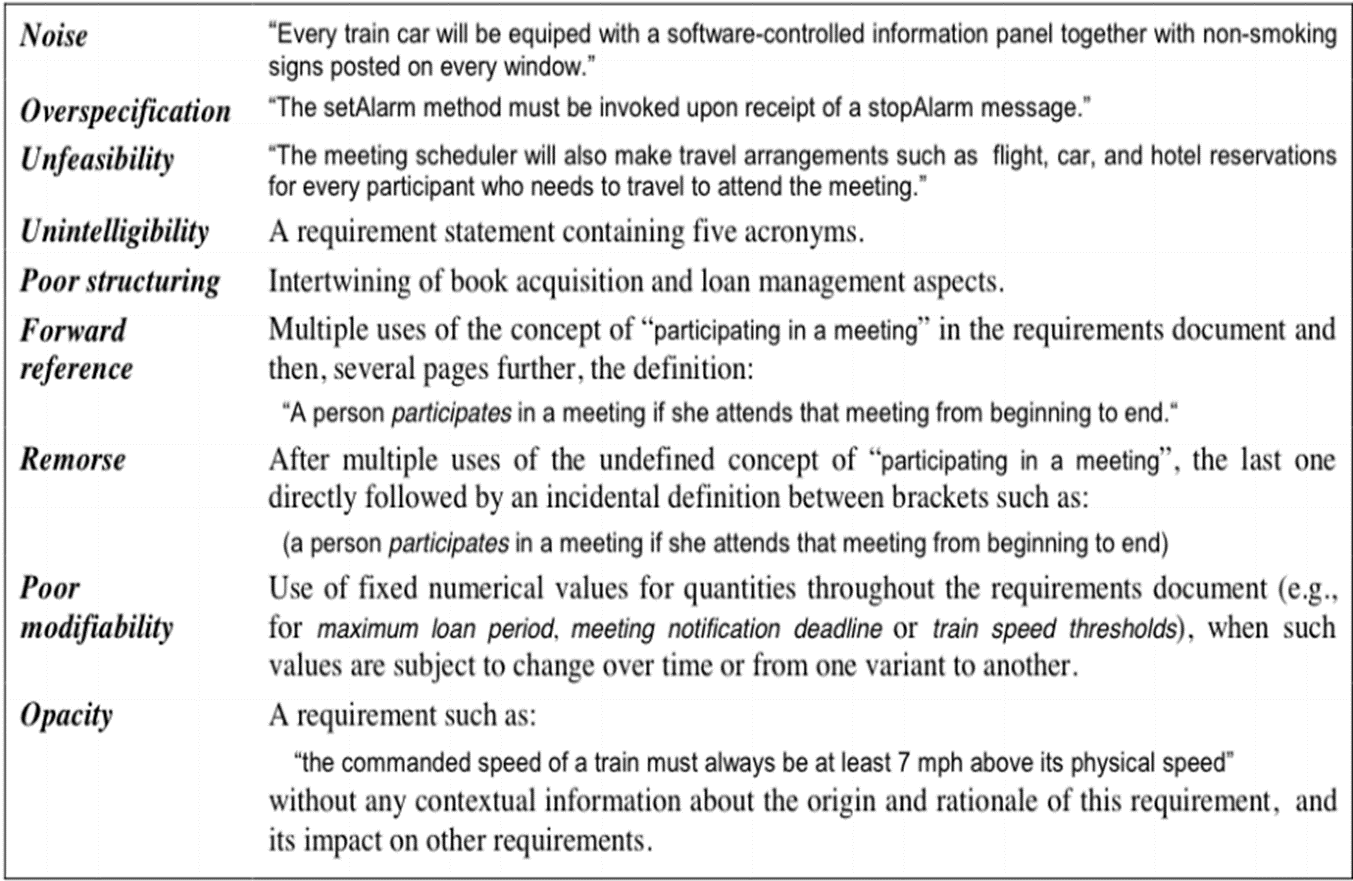 Noise "Every train car will be equiped with a software-controlled information panel together with non-smoking
signs posted on every window."
Overspecification "The setAlarm method must be invoked upon receipt of a stopAlarm message."
Unfeasibility "The meeting scheduler will also make travel arrangements such as flight, car, and hotel reservations
for every participant who needs to travel to attend the meeting."
Unintelligibility A requirement statement containing five acronyms.
Poor structuring Intertwining of book acquisition and loan management aspects.
Forward Multiple uses of the concept of “participating in a meeting” in the requirements document and
reference then, several pages further, the definition:
“A person participates in a meeting if she attends that meeting from beginning to end.“
Remorse After multiple uses of the undefined concept of “participating in a meeting”, the last one
directly followed by an incidental definition between brackets such as:
(a person participates in a meeting if she attends that meeting from beginning to end)
Poor Use of fixed numerical values for quantities throughout the requirements document (e.g.,
modifiability for maximum loan period, meeting notification deadline or train speed thresholds), when such
values are subject to change over time or from one variant to another.
Opacity A requirement such as:
“the commanded speed of a train must always be at least 7 mph above its physical speed”
without any contextual information about the origin and rationale of this requirement, and
its impact on other requirements.